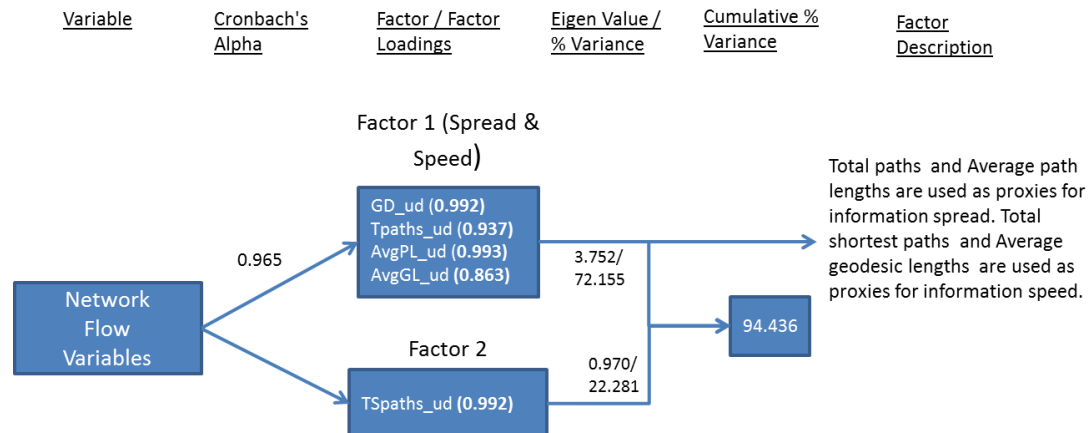 Variable
Cronbach's
Alpha
Factor / Factor
Loadings
Eigen Value /
% Variance
Cumulative %
Variance
Factor
Description
Factor 1 (Spread &
Speed)
GD_ud (0.992)
Tpaths_ud (0.937)
AvgPL_ud (0.993)
AvgGL_ud (0.863)
Total paths and Average path
lengths are used as proxies for
information spread. Total
shortest paths and Average
geodesic lengths are used as
proxies for information speed.
0.965
3.752/
72.155
Network
Flow
Variables
94.436
Factor 2
0.970/
22.281
TSpaths_ud (0.992)